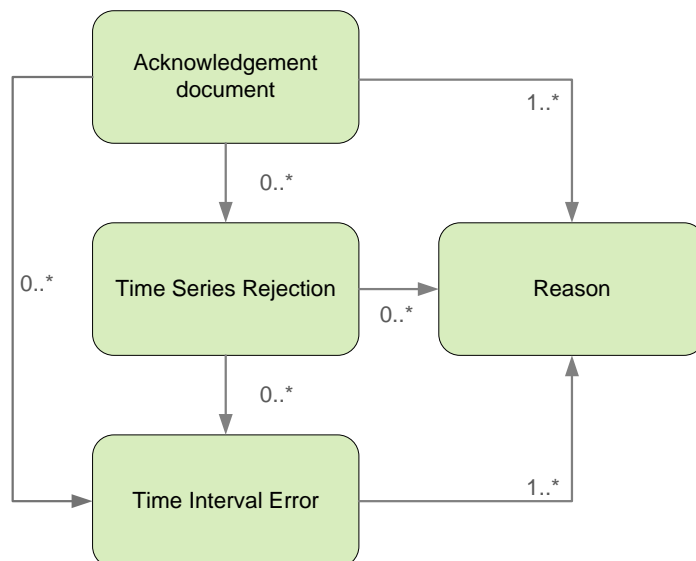 Acknowledgement
document
1..*
0..*
Time Series Rejection
Reason
0..*
0..*
0..*
Time Interval Error
1..*